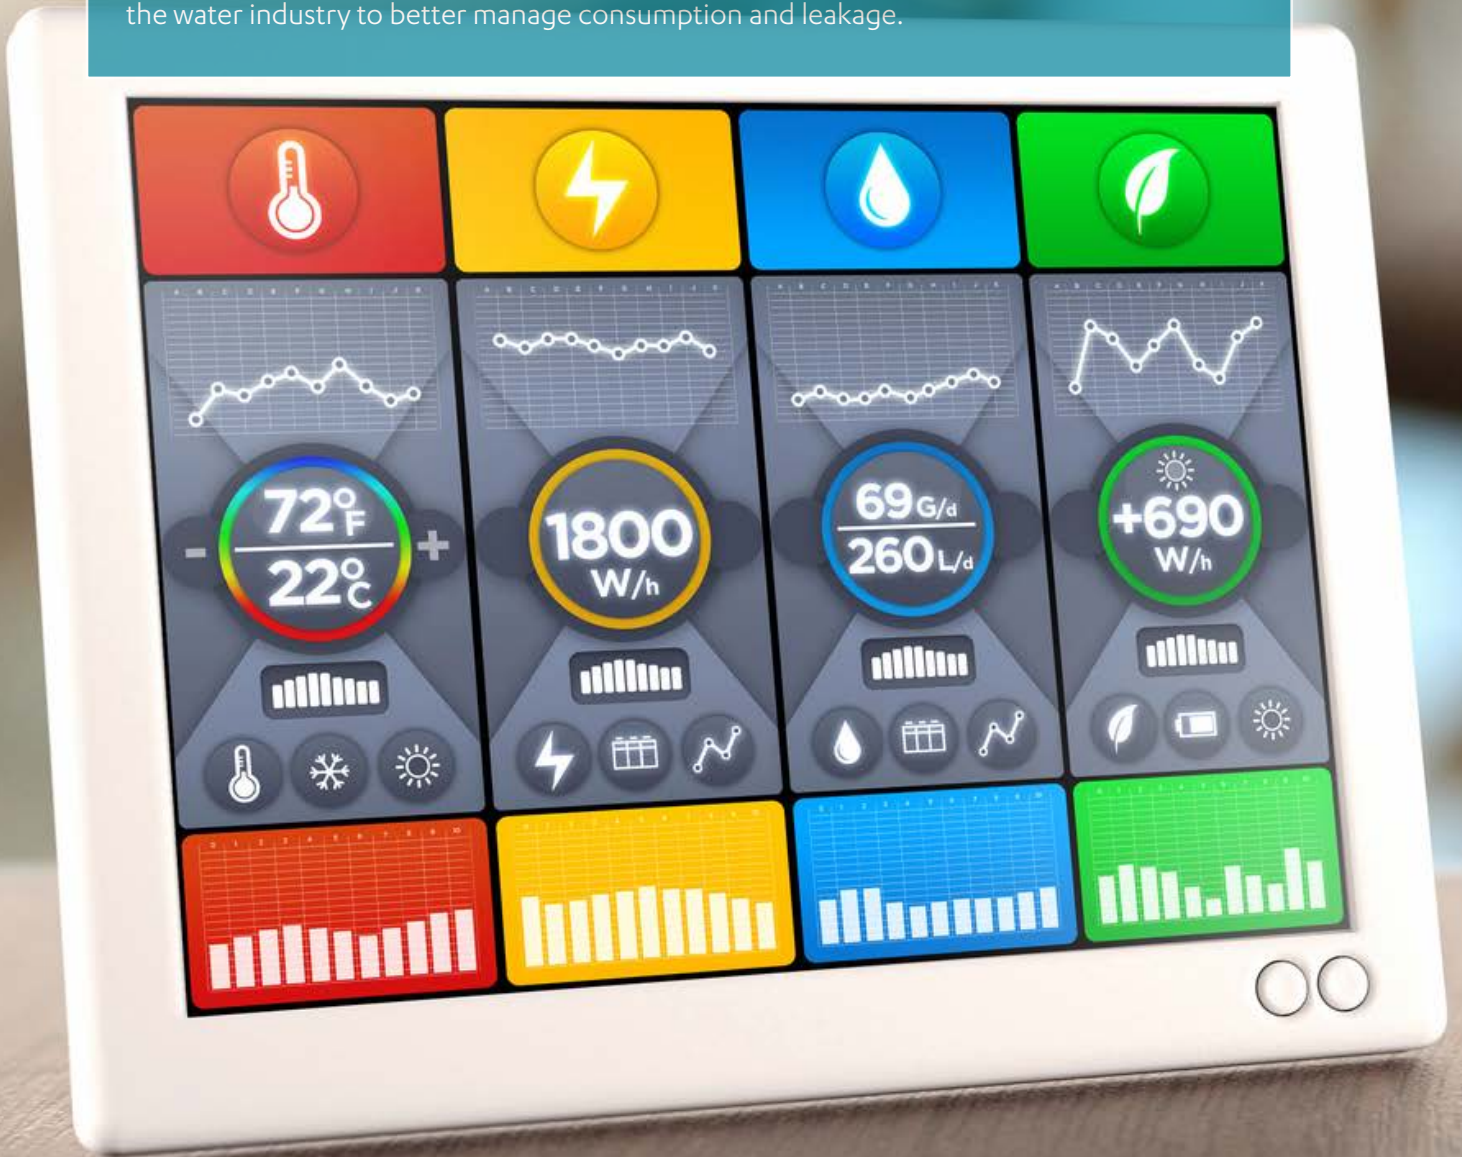 the water industry to better manage consumption and leakage.
72°F
22°C
- +
1800
W/h
69 G/d
260 L/d
+690
W/h